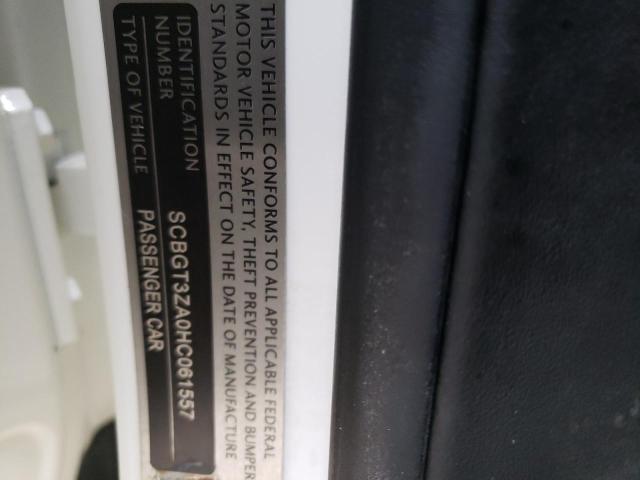 THIS VEHICLE CONFORMS TO ALL APPLICABLE FEDERAL
MOTOR VEHICLE SAFETY, THEFT PREVENTION AND BUMPER
STANDARDS IN EFFECT ON THE DATE OF MANUFACTURE
IDENTIFICATION
NUMBER SCBGT3ZA0HC061557
TYPE OF VEHICLE PASSENGER CAR